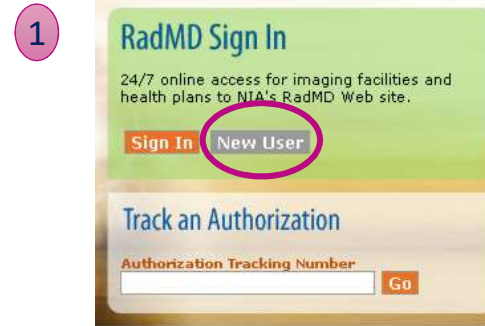 1
RadMD Sign In
24/7 online access for imaging facilities and
health plans to NIA's RadMD Web site.
Sign In New User
Track an Authorization
Authorization Tracking Number
Go